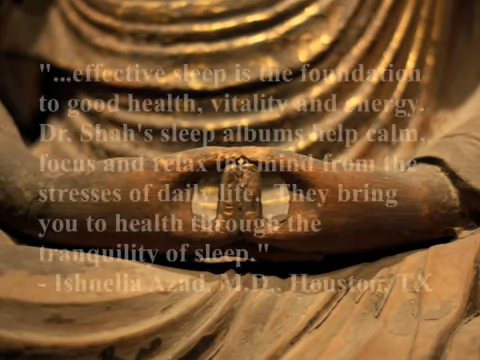 "...effective sleep is the foundation
to good health, vitality and energy.
Dr. Shah's sleep albums help calm,
focus and relax the mind from the
stresses of daily life.  They bring
you to health through the
tranquility of sleep."
- Ishnella Azad, M.D., Houston, TX